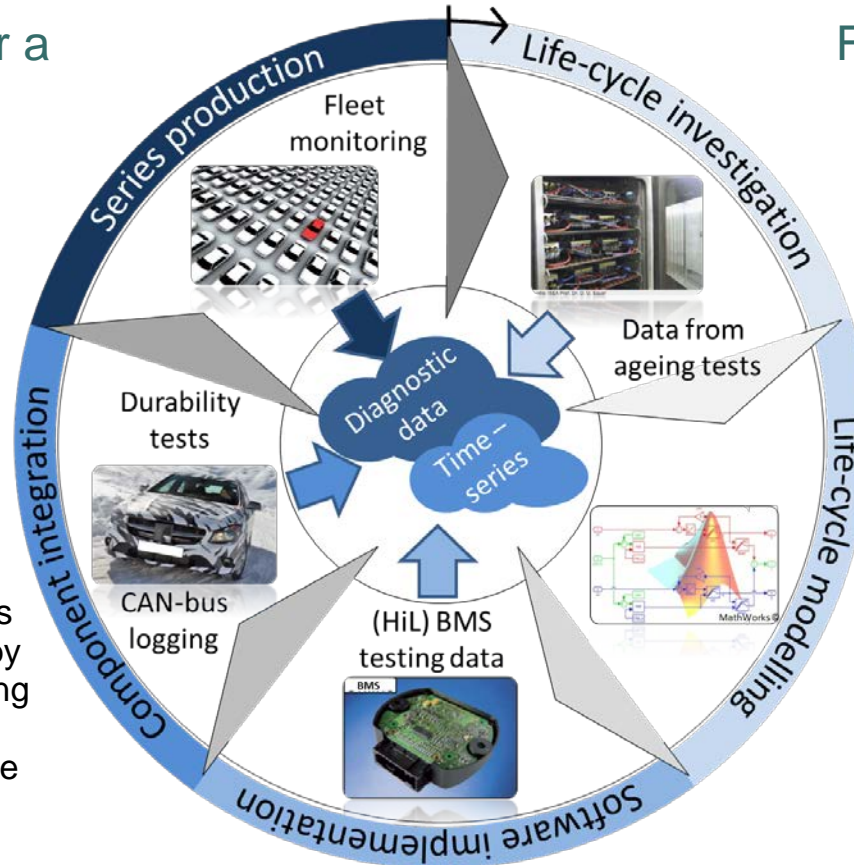 r a
F
Series production
Life-cycle investigation
Fleet
monitoring
Data from
ageing tests
Diagnostic
data
Time –
series
Durability
tests
CAN-bus
logging
Component integration
Life-cycle modelling
MathWorks©
(HiL) BMS
testing data
BMS
Software implementation
s
oy
ng
e